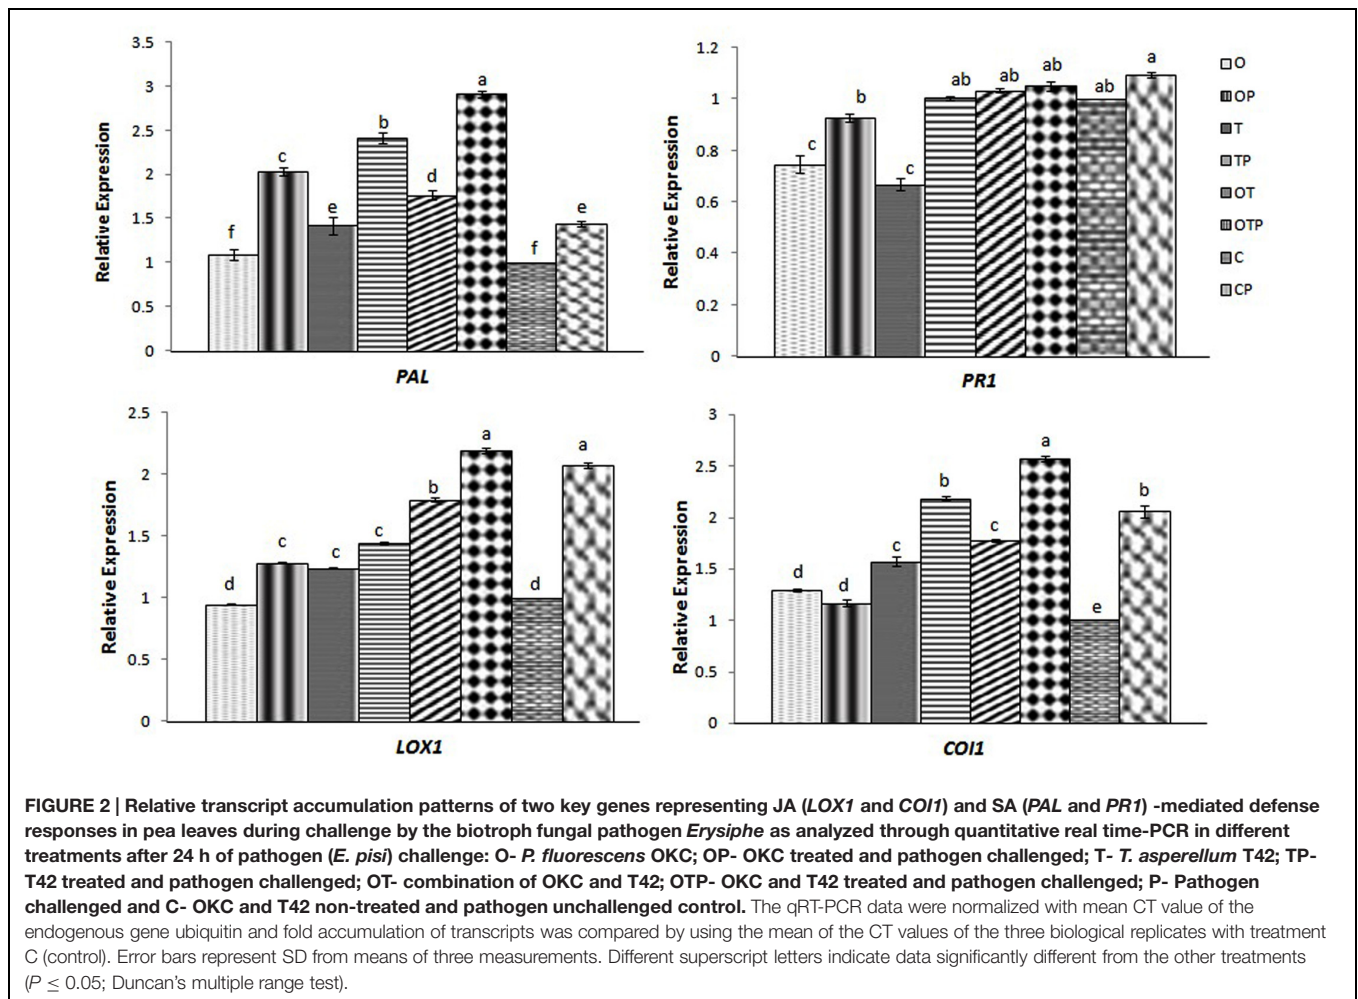 3.5
3
2.5
2
1.5
1
0.5
0
Relative Expression
f
c
e
b
d
a
f
e
PAL
1.2
1
0.8
0.6
0.4
0.2
0
Relative Expression
c
b
c
ab
ab
ab
ab
a
PR1
O
OP
T
TP
OT
OTP
C
CP
2.5
2
1.5
1
0.5
0
Relative Expression
d
c
c
c
b
a
d
a
LOX1
3
2.5
2
1.5
1
0.5
0
Relative Expression
d
d
c
b
c
a
e
b
COI1
FIGURE 2 | Relative transcript accumulation patterns of two key genes representing JA (LOX1 and COI1) and SA (PAL and PR1) -mediated defense
responses in pea leaves during challenge by the biotroph fungal pathogen Erysiphe as analyzed through quantitative real time-PCR in different
treatments after 24 h of pathogen (E. pisi) challenge: O- P. fluorescens OKC; OP- OKC treated and pathogen challenged; T- T. asperellum T42; TP-
T42 treated and pathogen challenged; OT- combination of OKC and T42; OTP- OKC and T42 treated and pathogen challenged; P- Pathogen
challenged and C- OKC and T42 non-treated and pathogen unchallenged control. The qRT-PCR data were normalized with mean CT value of the
endogenous gene ubiquitin and fold accumulation of transcripts was compared by using the mean of the CT values of the three biological replicates with treatment
C (control). Error bars represent SD from means of three measurements. Different superscript letters indicate data significantly different from the other treatments
(P ≤ 0.05; Duncan's multiple range test).